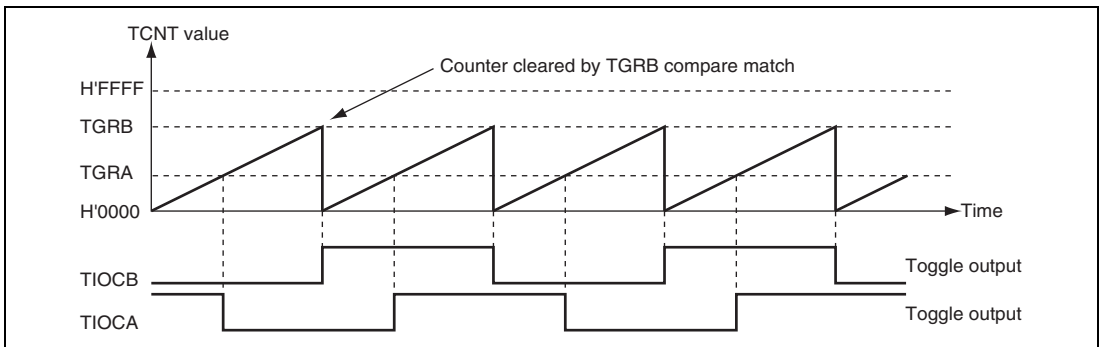 TCNT value
Counter cleared by TGRB compare match
H'FFFF
TGRB
TGRA
H'0000
Time
TIOCB
Toggle output
TIOCA
Toggle output